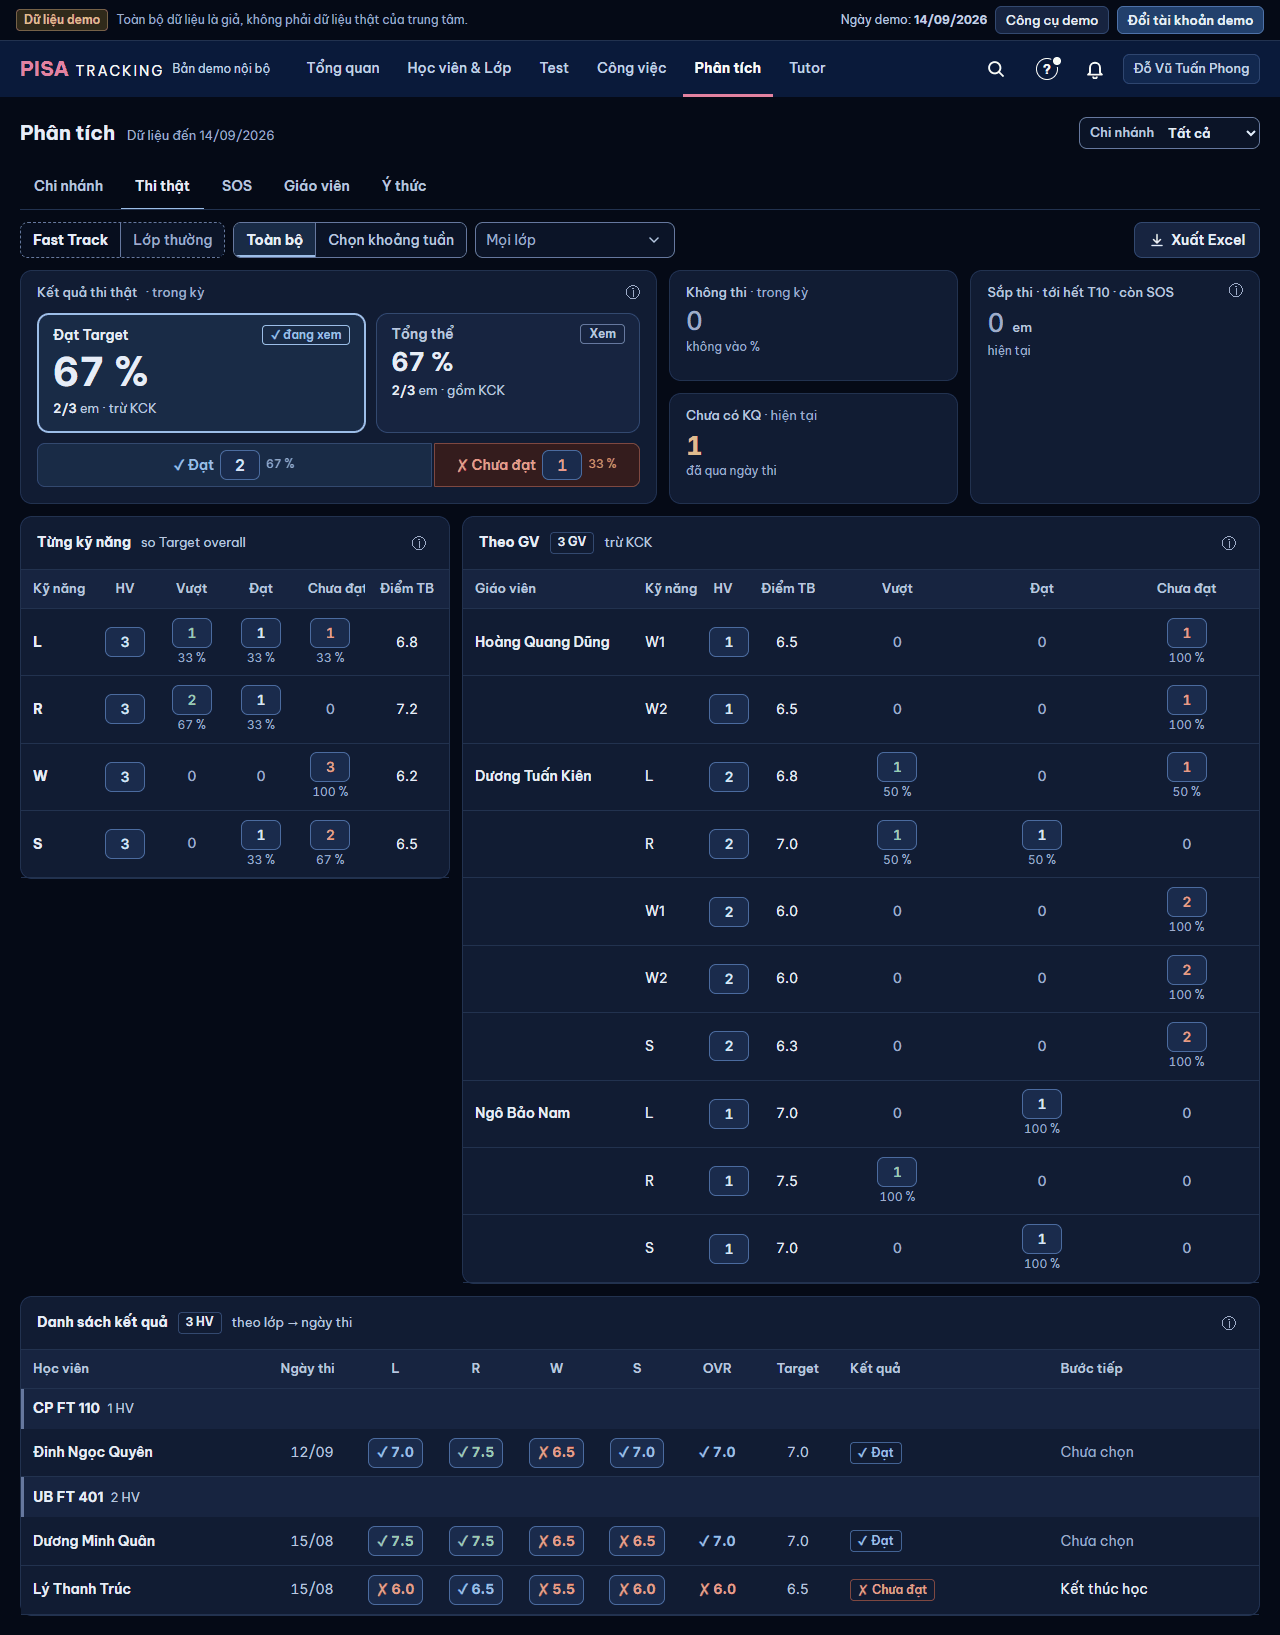 Dữ liệu demo Toàn bộ dữ liệu là giả, không phải dữ liệu thật của trung tâm. Ngày demo: 14/09/2026 Công cụ demo Đổi tài khoản demo
PISA TRACKING Bản demo nội bộ Tổng quan Học viên & Lớp Test Công việc Phân tích Tutor ? Đỗ Vũ Tuấn Phong
Phân tích Dữ liệu đến 14/09/2026 Chi nhánh Tất cả
Chi nhánh Thi thật SOS Giáo viên Ý thức
Fast Track Lớp thường Toàn bộ Chọn khoảng tuần Mọi lớp Xuất Excel
Kết quả thi thật · trong kỳ
Đạt Target ✓ đang xem
67 %
2/3 em · trừ KCK
Tổng thể Xem
67 %
2/3 em · gồm KCK
✓ Đạt 2 67 % ✗ Chưa đạt 1 33 %
Không thi · trong kỳ
0
không vào %
Chưa có KQ · hiện tại
1
đã qua ngày thi
Sắp thi · tới hết T10 · còn SOS
0 em
hiện tại
Từng kỹ năng so Target overall
Kỹ năng HV Vượt Đạt Chưa đạt Điểm TB
L 3 1 1 1 6.8
33 % 33 % 33 %
R 3 2 1 0 7.2
67 % 33 %
W 3 0 0 3 6.2
100 %
S 3 0 1 2 6.5
33 % 67 %
Theo GV 3 GV trừ KCK
Giáo viên Kỹ năng HV Điểm TB Vượt Đạt Chưa đạt
Hoàng Quang Dũng W1 1 6.5 0 0 1
100 %
W2 1 6.5 0 0 1
100 %
Dương Tuấn Kiên L 2 6.8 1 0 1
50 % 50 %
R 2 7.0 1 1 0
50 % 50 %
W1 2 6.0 0 0 2
100 %
W2 2 6.0 0 0 2
100 %
S 2 6.3 0 0 2
100 %
Ngô Bảo Nam L 1 7.0 0 1 0
100 %
R 1 7.5 1 0 0
100 %
S 1 7.0 0 1 0
100 %
Danh sách kết quả 3 HV theo lớp → ngày thi
Học viên Ngày thi L R W S OVR Target Kết quả Bước tiếp
CP FT 110 1 HV
Đinh Ngọc Quyên 12/09 ✓ 7.0 ✓ 7.5 ✗ 6.5 ✓ 7.0 ✓ 7.0 7.0 ✓ Đạt Chưa chọn
UB FT 401 2 HV
Dương Minh Quân 15/08 ✓ 7.5 ✓ 7.5 ✗ 6.5 ✗ 6.5 ✓ 7.0 7.0 ✓ Đạt Chưa chọn
Lý Thanh Trúc 15/08 ✗ 6.0 ✓ 6.5 ✗ 5.5 ✗ 6.0 ✗ 6.0 6.5 ✗ Chưa đạt Kết thúc học